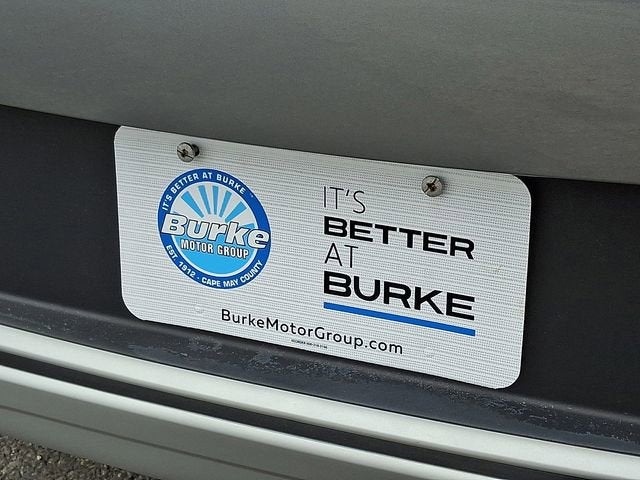 IT'S BETTER AT BURKE
Burke
MOTOR GROUP
EST. 1912 - CAPE MAY COUNTY
IT'S
BETTER
AT
BURKE
BurkeMotorGroup.com